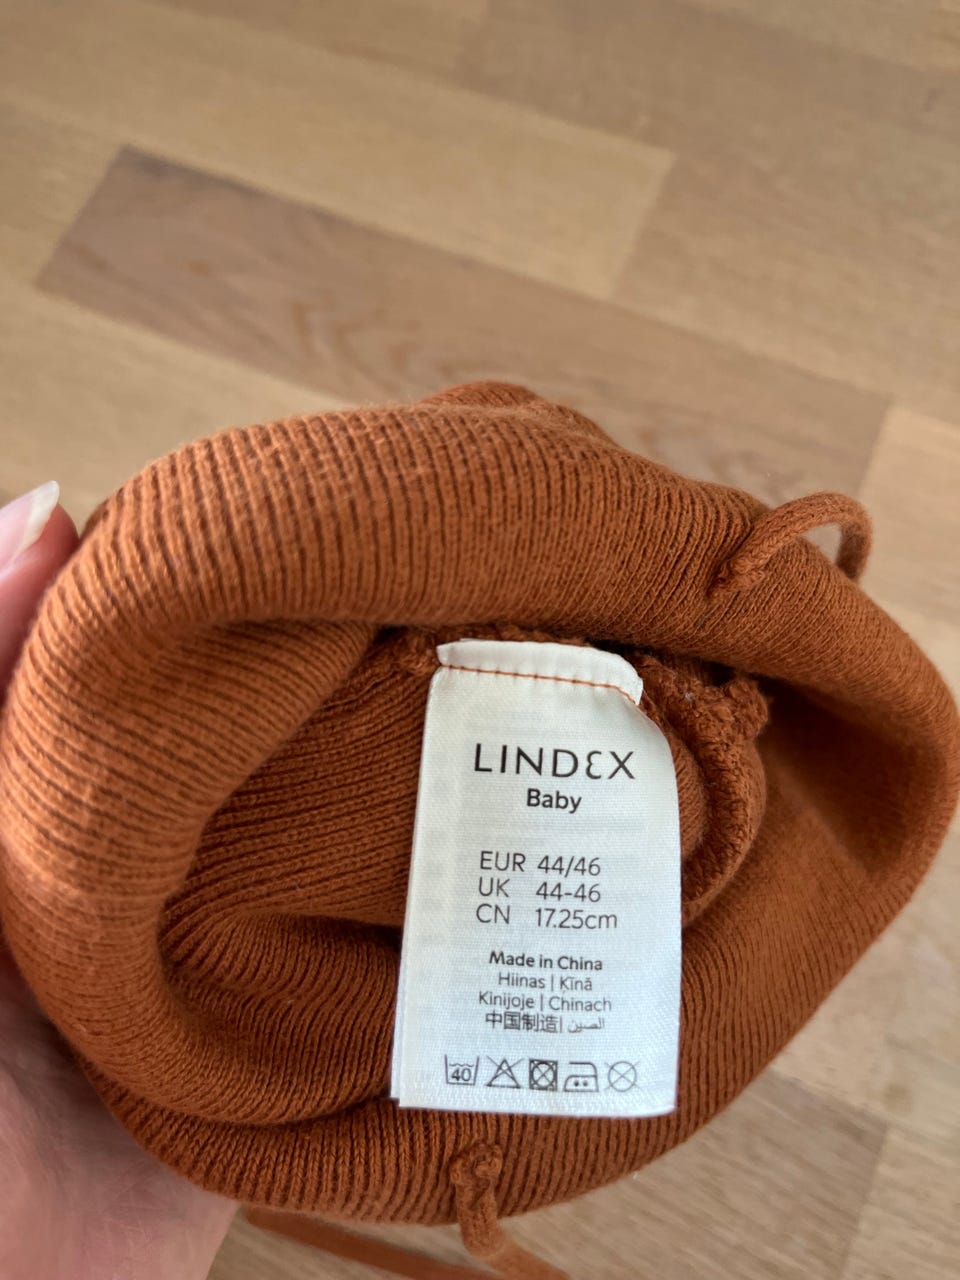 LINDEX
Baby
EUR 44/46
UK 44-46
CN 17.25cm
Made in China
Hiinas | Ķīnā
Kinijoje | Chinach
中国制造| الصين
40